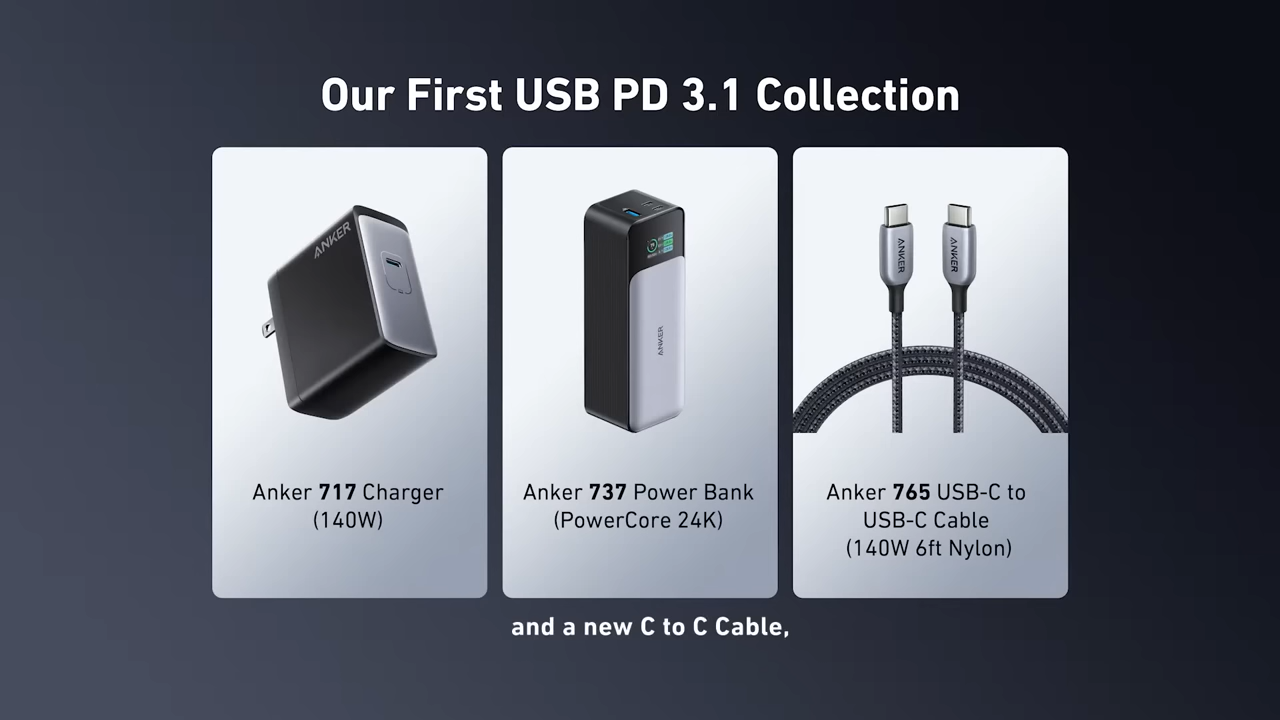 Our First USB PD 3.1 Collection
ANKER
ANKER
ANKER
ANKER
Anker 717 Charger
(140W)
Anker 737 Power Bank
(PowerCore 24K)
Anker 765 USB-C to
USB-C Cable
(140W 6ft Nylon)
and a new C to C Cable,